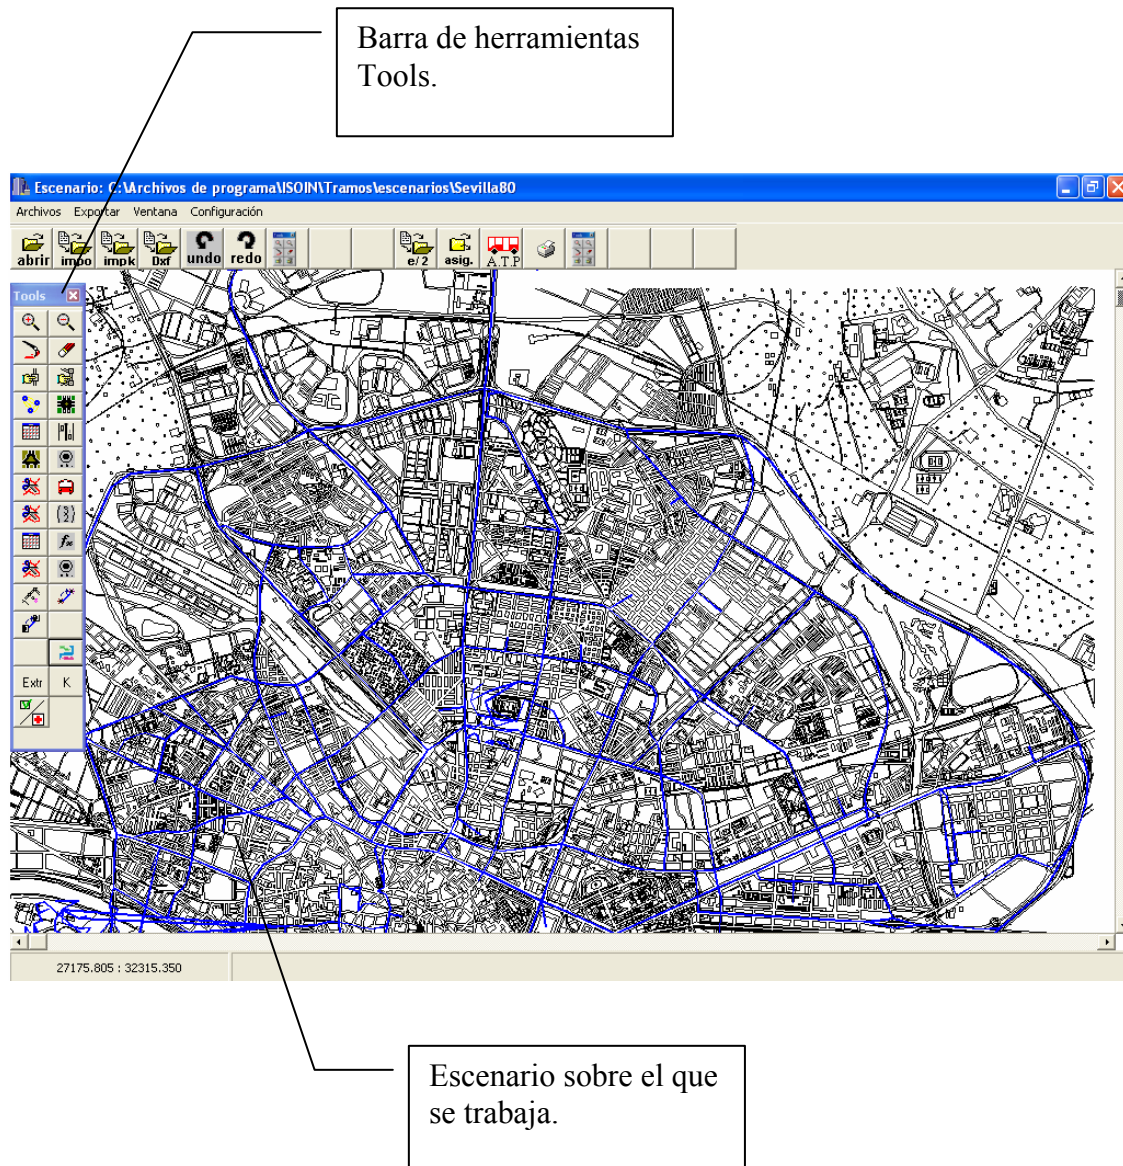 Barra de herramientas
Tools.
Escenario: C:\Archivos de programa\ISOIN\Tramos\escenarios\Sevilla80
Archivos Exportar Ventana Configuración
abrir impo impk Dxf undo redo e/2 asig. A.T.P
Tools
Extr K
27175.805 : 32315.350
Escenario sobre el que
se trabaja.